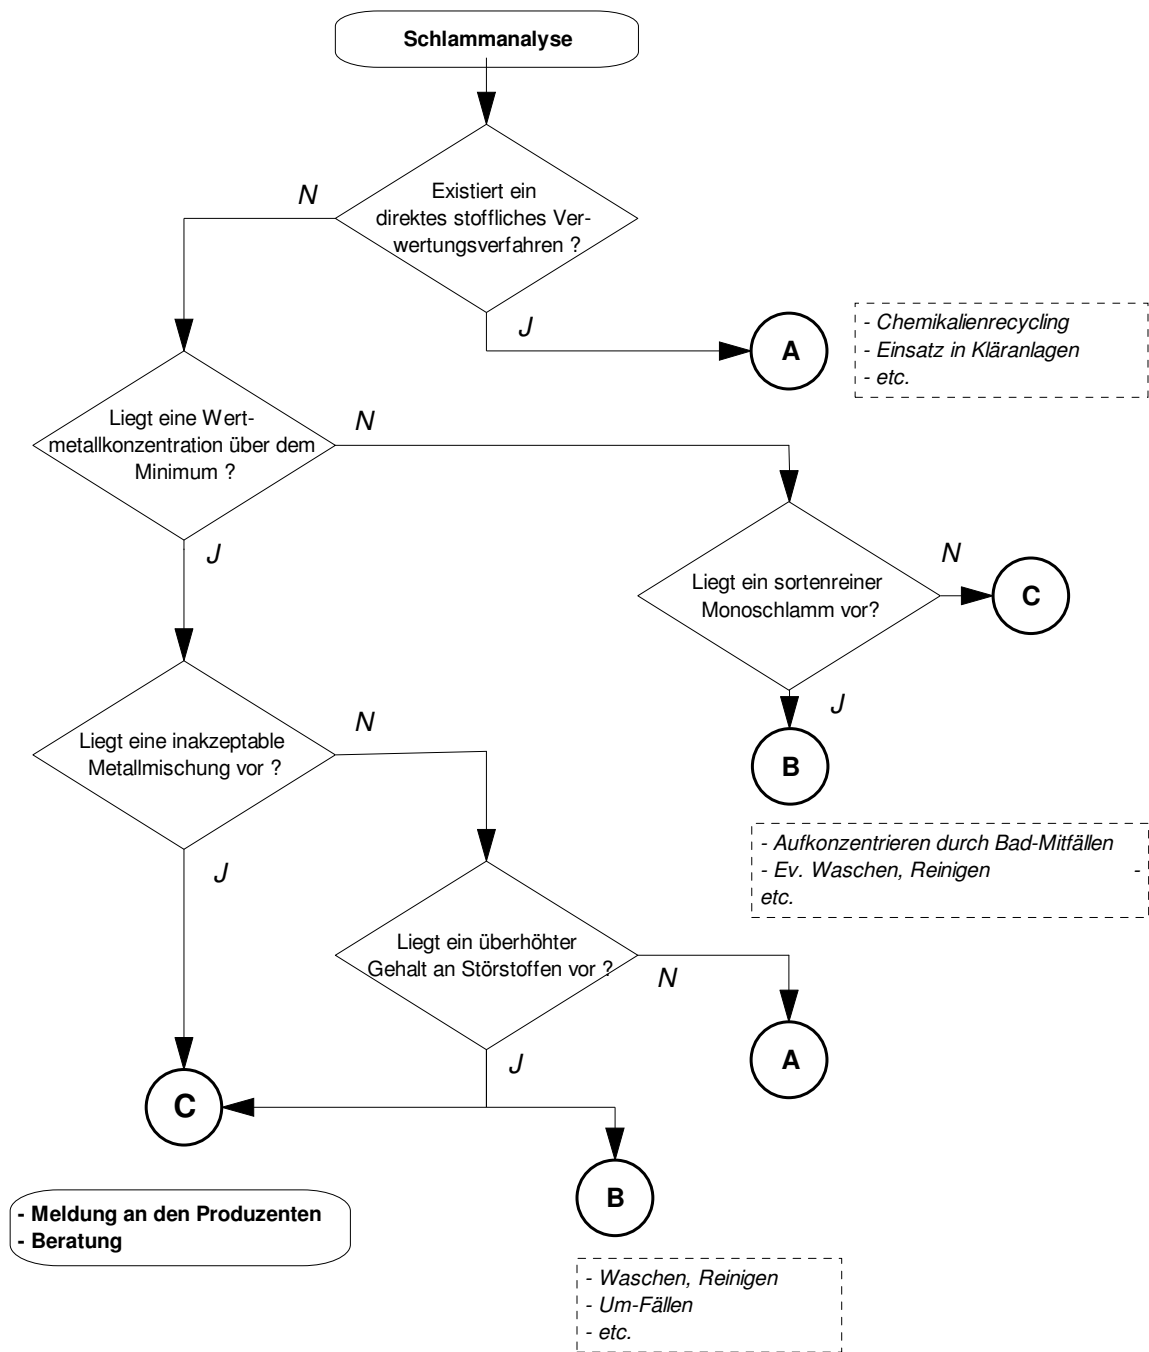 Schlammanalyse
N
Existiert ein
direktes stoffliches Ver-
wertungsverfahren ?
J
A
- Chemikalienrecycling
- Einsatz in Kläranlagen
- etc.
Liegt eine Wert-
metallkonzentration über dem
Minimum ?
N
J
Liegt ein sortenreiner
Monoschlamm vor?
N
C
J
B
- Aufkonzentrieren durch Bad-Mitfällen
- Ev. Waschen, Reinigen -
etc.
Liegt eine inakzeptable
Metallmischung vor ?
N
J
Liegt ein überhöhter
Gehalt an Störstoffen vor ?
N
A
J
C
B
- Meldung an den Produzenten
- Beratung
- Waschen, Reinigen
- Um-Fällen
- etc.